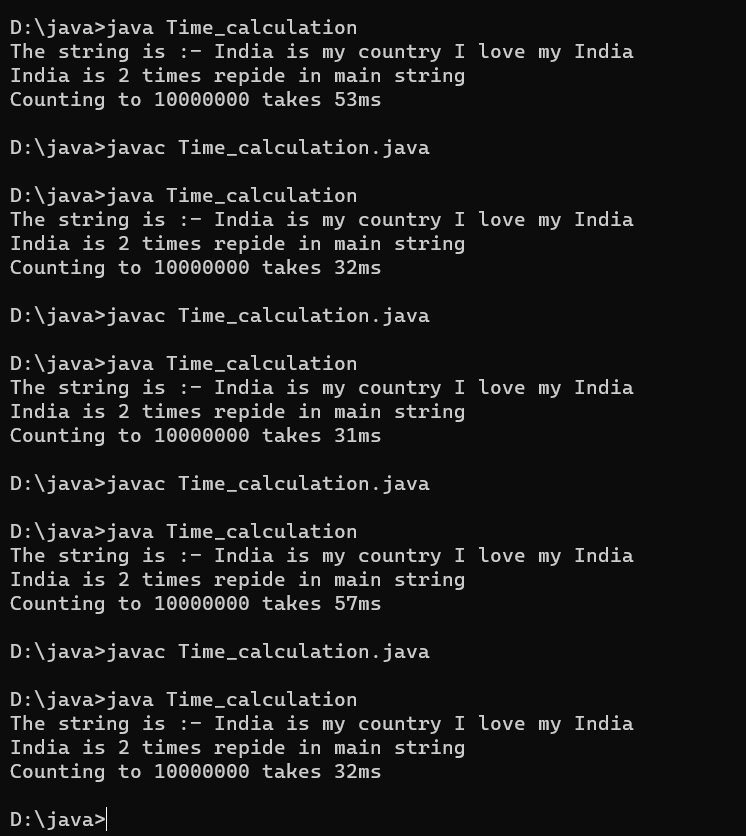 D:\java>java Time_calculation
The string is :- India is my country I love my India
India is 2 times repide in main string
Counting to 10000000 takes 53ms
D:\java>javac Time_calculation.java
D:\java>java Time_calculation
The string is :- India is my country I love my India
India is 2 times repide in main string
Counting to 10000000 takes 32ms
D:\java>javac Time_calculation.java
D:\java>java Time_calculation
The string is :- India is my country I love my India
India is 2 times repide in main string
Counting to 10000000 takes 31ms
D:\java>javac Time_calculation.java
D:\java>java Time_calculation
The string is :- India is my country I love my India
India is 2 times repide in main string
Counting to 10000000 takes 57ms
D:\java>javac Time_calculation.java
D:\java>java Time_calculation
The string is :- India is my country I love my India
India is 2 times repide in main string
Counting to 10000000 takes 32ms
D:\java>